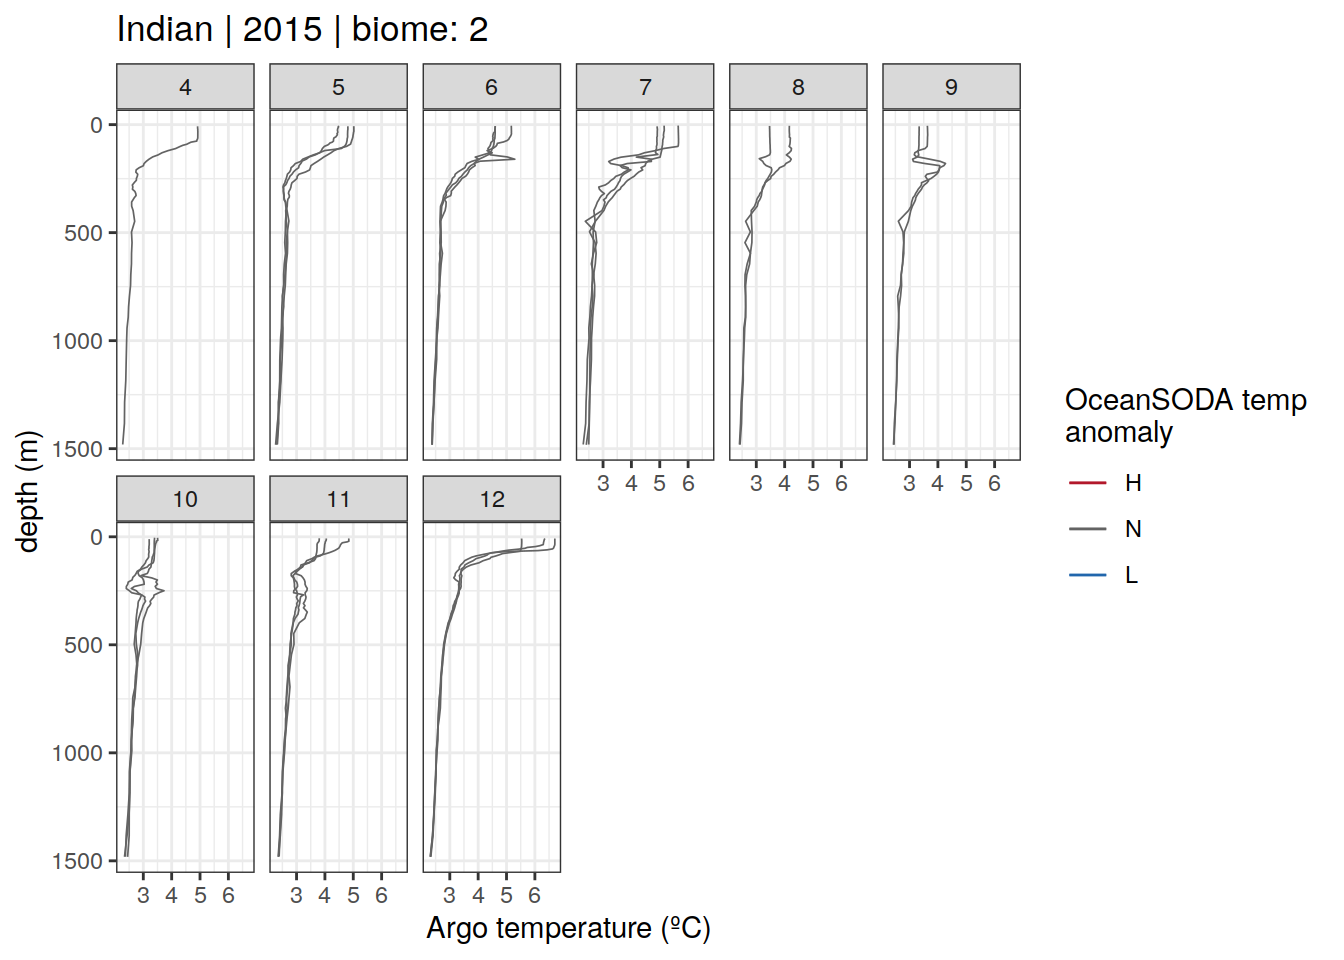 Indian | 2015 | biome: 2
4 5 6 7 8 9
0
500
1000
1500
3 4 5 6 3 4 5 6 3 4 5 6
10 11 12
0
500
1000
1500
3 4 5 6 3 4 5 6 3 4 5 6
depth (m)
Argo temperature (ºC)
OceanSODA temp
anomaly
H
N
L